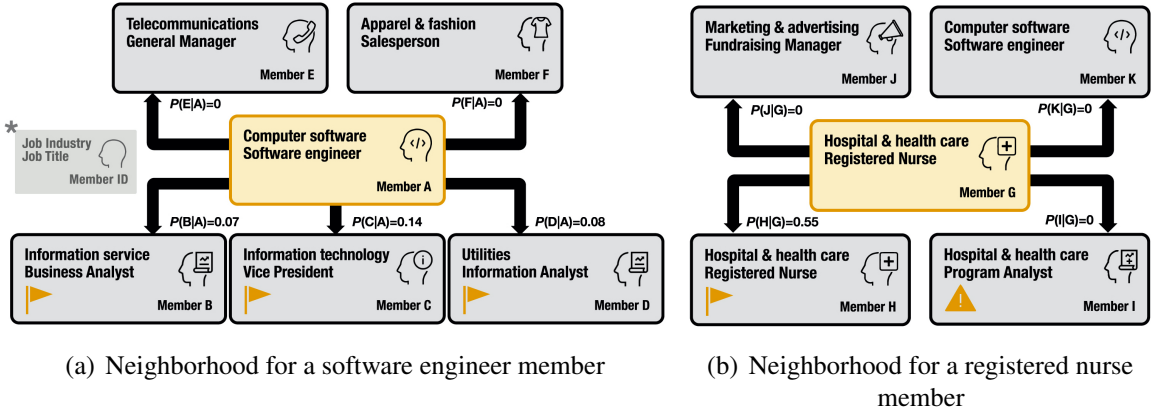 Telecommunications
General Manager
Member E
Apparel & fashion
Salesperson
Member F
P(E|A)=0
P(F|A)=0
*
Job Industry
Job Title
Member ID
Computer software
Software engineer
Member A
P(B|A)=0.07
P(C|A)=0.14
P(D|A)=0.08
Information service
Business Analyst
Member B
Information technology
Vice President
Member C
Utilities
Information Analyst
Member D
(a) Neighborhood for a software engineer member
Marketing & advertising
Fundraising Manager
Member J
Computer software
Software engineer
Member K
P(J|G)=0
P(K|G)=0
Hospital & health care
Registered Nurse
Member G
P(H|G)=0.55
P(I|G)=0
Hospital & health care
Registered Nurse
Member H
Hospital & health care
Program Analyst
Member I
(b) Neighborhood for a registered nurse
member